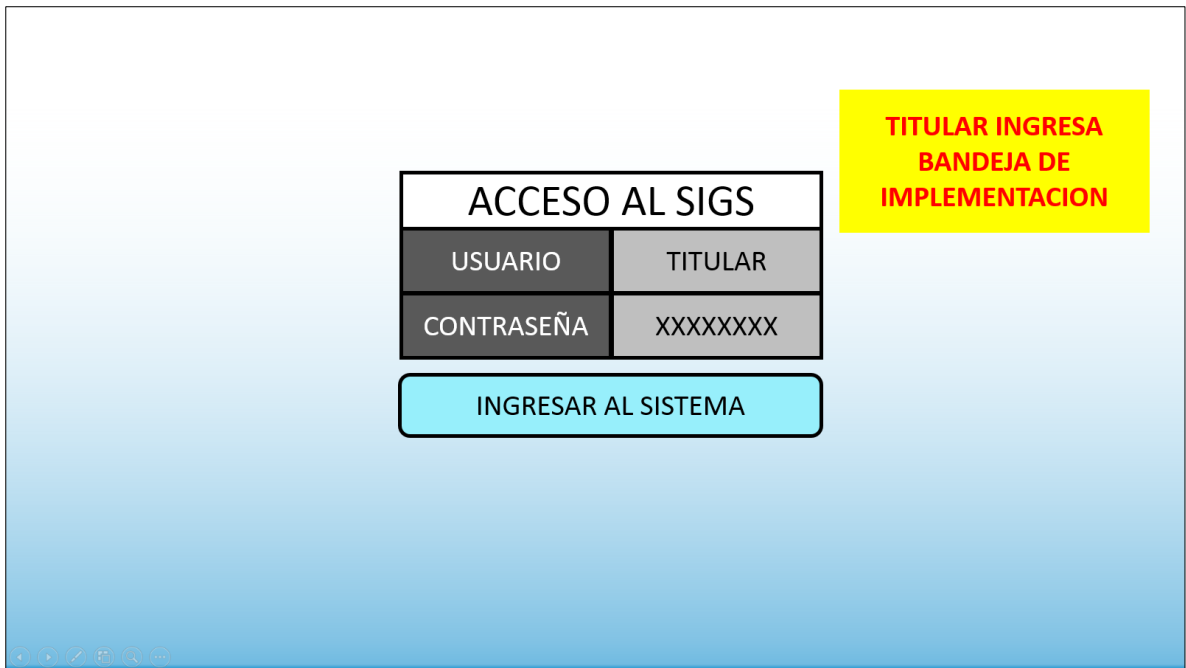 TITULAR INGRESA
BANDEJA DE
IMPLEMENTACION
ACCESO AL SIGS
USUARIO TITULAR
CONTRASEÑA XXXXXXXX
INGRESAR AL SISTEMA